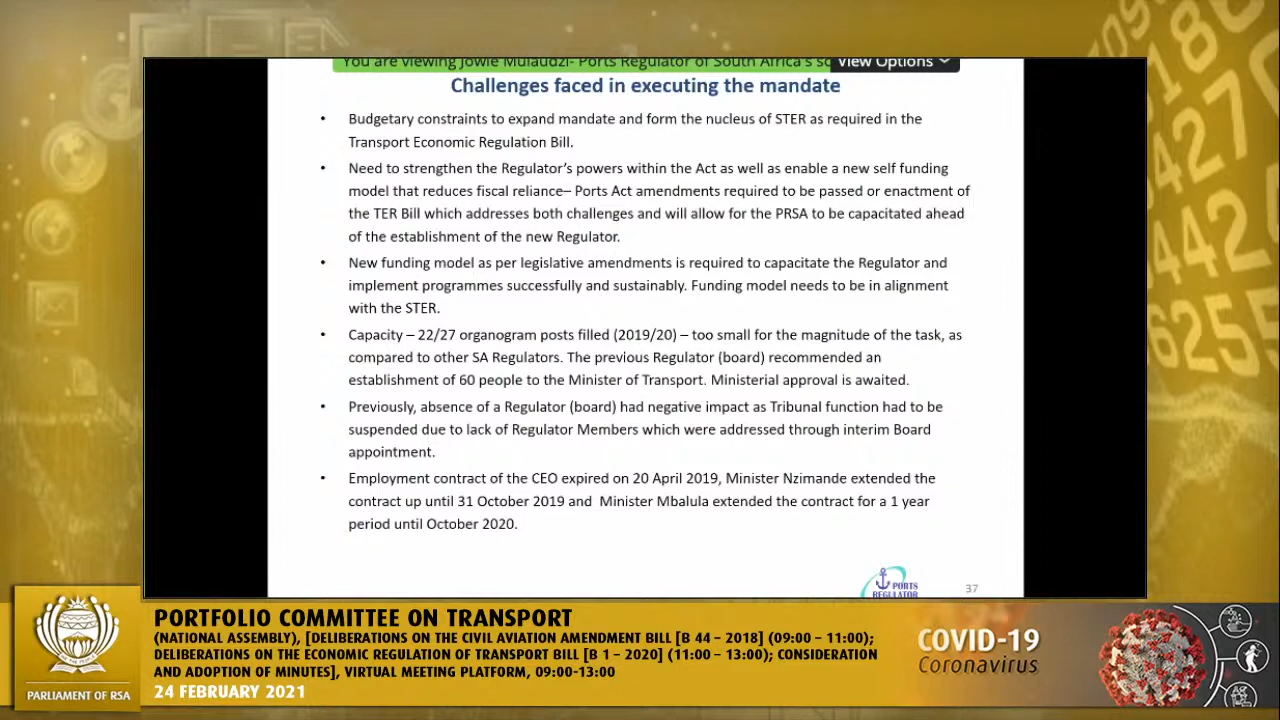 You are viewing Jowie Mulaudzi- Ports Regulator of South Africa's sc
View Options
Challenges faced in executing the mandate
• Budgetary constraints to expand mandate and form the nucleus of STER as required in the
Transport Economic Regulation Bill.
• Need to strengthen the Regulator's powers within the Act as well as enable a new self funding
model that reduces fiscal reliance– Ports Act amendments required to be passed or enactment of
the TER Bill which addresses both challenges and will allow for the PRSA to be capacitated ahead
of the establishment of the new Regulator.
• New funding model as per legislative amendments is required to capacitate the Regulator and
implement programmes successfully and sustainably. Funding model needs to be in alignment
with the STER.
• Capacity – 22/27 organogram posts filled (2019/20) – too small for the magnitude of the task, as
compared to other SA Regulators. The previous Regulator (board) recommended an
establishment of 60 people to the Minister of Transport. Ministerial approval is awaited.
• Previously, absence of a Regulator (board) had negative impact as Tribunal function had to be
suspended due to lack of Regulator Members which were addressed through interim Board
appointment.
• Employment contract of the CEO expired on 20 April 2019, Minister Nzimande extended the
contract up until 31 October 2019 and Minister Mbalula extended the contract for a 1 year
period until October 2020.
PORTS
REGULATOR
37
PORTFOLIO COMMITTEE ON TRANSPORT
(NATIONAL ASSEMBLY), [DELIBERATIONS ON THE CIVIL AVIATION AMENDMENT BILL [B 44 – 2018] (09:00 – 11:00);
DELIBERATIONS ON THE ECONOMIC REGULATION OF TRANSPORT BILL [B 1 – 2020] (11:00 – 13:00); CONSIDERATION
AND ADOPTION OF MINUTES], VIRTUAL MEETING PLATFORM, 09:00-13:00
24 FEBRUARY 2021
PARLIAMENT OF RSA
COVID-19
Coronavirus